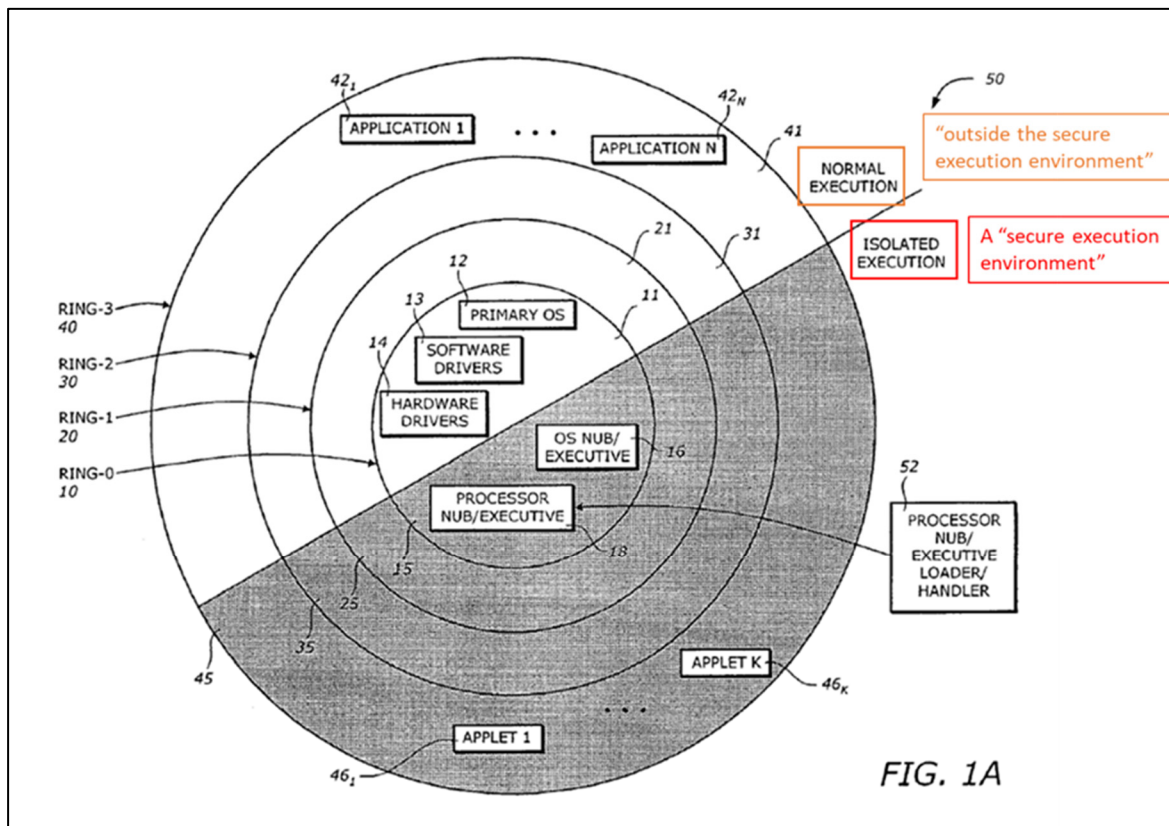 42₁
APPLICATION 1
• • •
42N
APPLICATION N
41
50
“outside the secure
execution environment”
NORMAL
EXECUTION
ISOLATED
EXECUTION
A “secure execution
environment”
21
31
12
PRIMARY OS
11
13
SOFTWARE
DRIVERS
14
HARDWARE
DRIVERS
RING-3
40
RING-2
30
RING-1
20
RING-0
10
OS NUB/
EXECUTIVE
16
PROCESSOR
NUB/EXECUTIVE
18
52
PROCESSOR
NUB/
EXECUTIVE
LOADER/
HANDLER
15
25
35
45
APPLET K
46K
• • •
APPLET 1
46₁
FIG. 1A